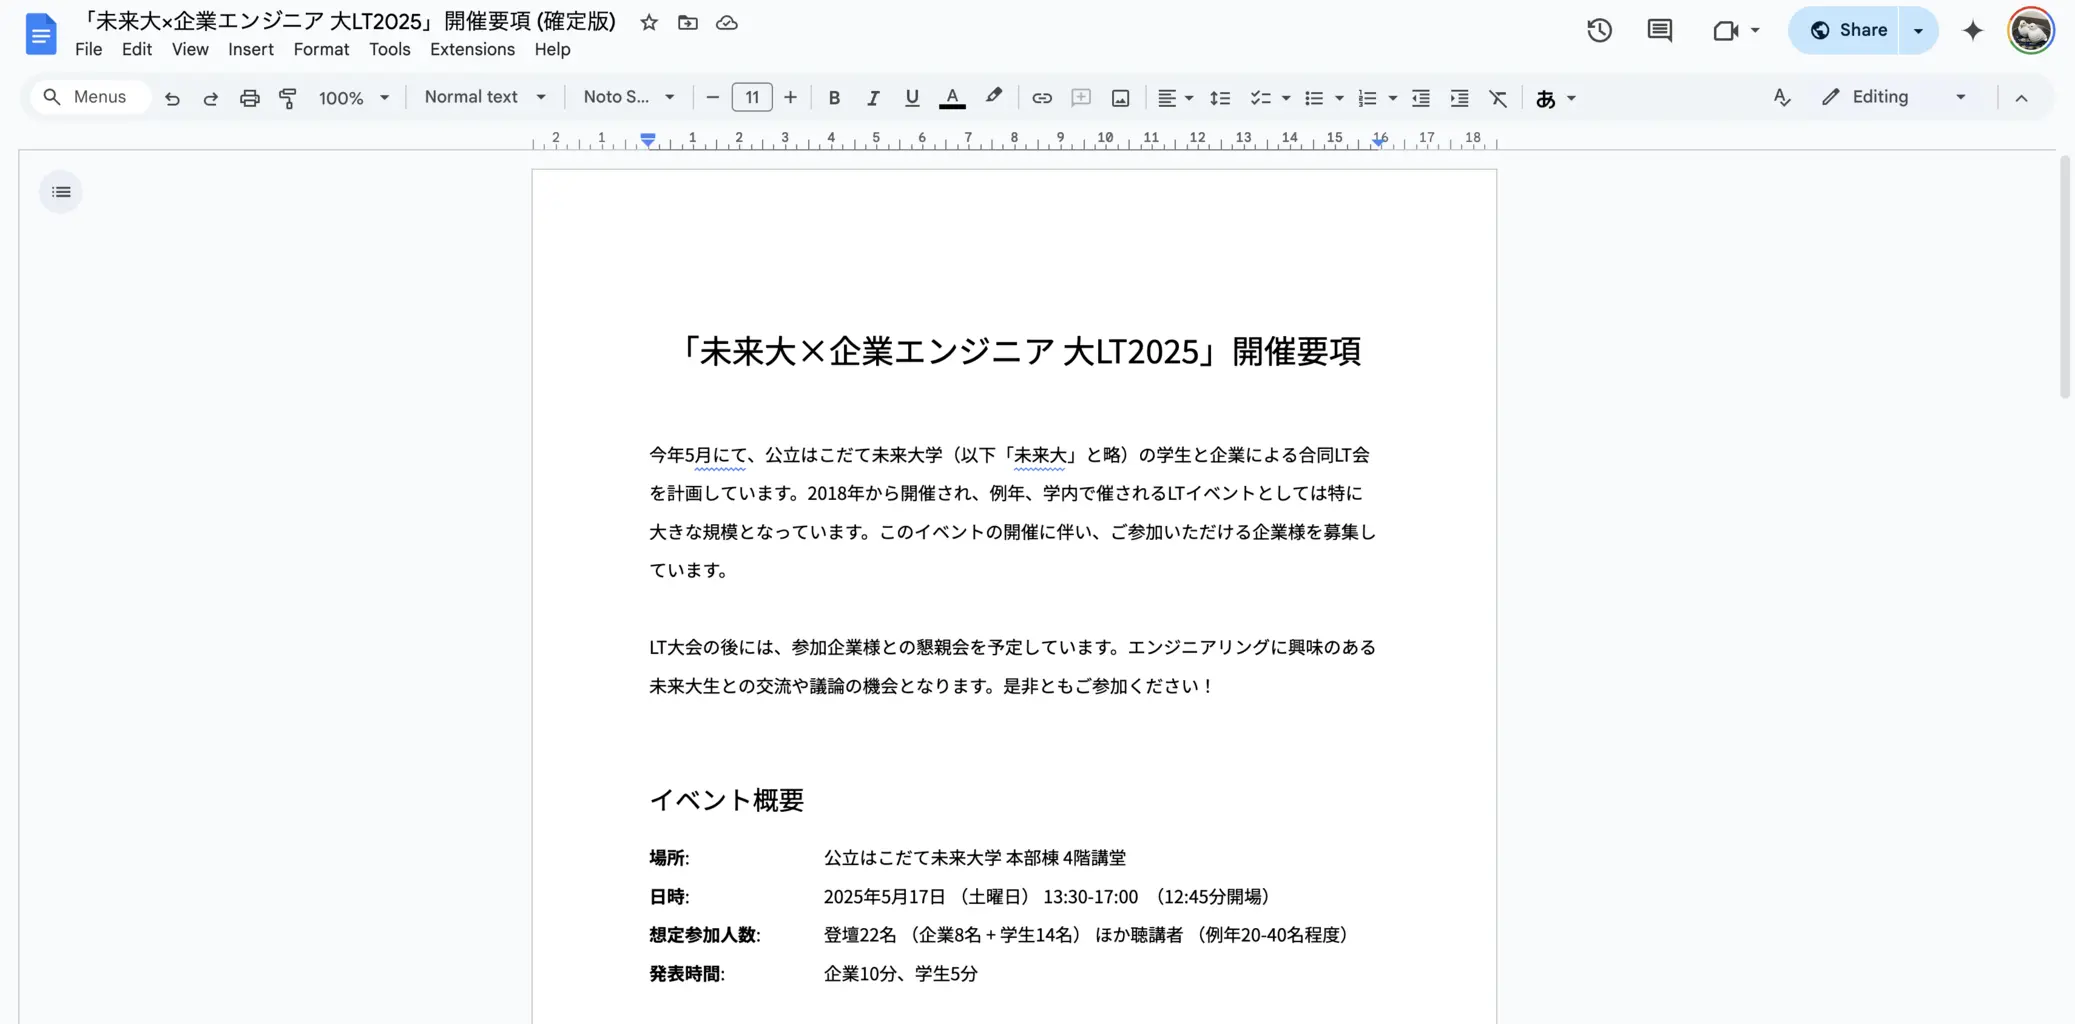 「未来大×企業エンジニア 大LT2025」開催要項 (確定版)
File Edit View Insert Format Tools Extensions Help
Share
Menus 100% Normal text Noto S... 11 B I U A あ Editing
2 1 1 2 3 4 5 6 7 8 9 10 11 12 13 14 15 16 17 18
「未来大×企業エンジニア 大LT2025」開催要項
今年5月にて、公立はこだて未来大学（以下「未来大」と略）の学生と企業による合同LT会
を計画しています。2018年から開催され、例年、学内で催されるLTイベントとしては特に
大きな規模となっています。このイベントの開催に伴い、ご参加いただける企業様を募集し
ています。
LT大会の後には、参加企業様との懇親会を予定しています。エンジニアリングに興味のある
未来大生との交流や議論の機会となります。是非ともご参加ください！
イベント概要
場所: 公立はこだて未来大学 本部棟 4階講堂
日時: 2025年5月17日 （土曜日） 13:30-17:00 （12:45分開場）
想定参加人数: 登壇22名 （企業8名 + 学生14名） ほか聴講者 （例年20-40名程度）
発表時間: 企業10分、学生5分